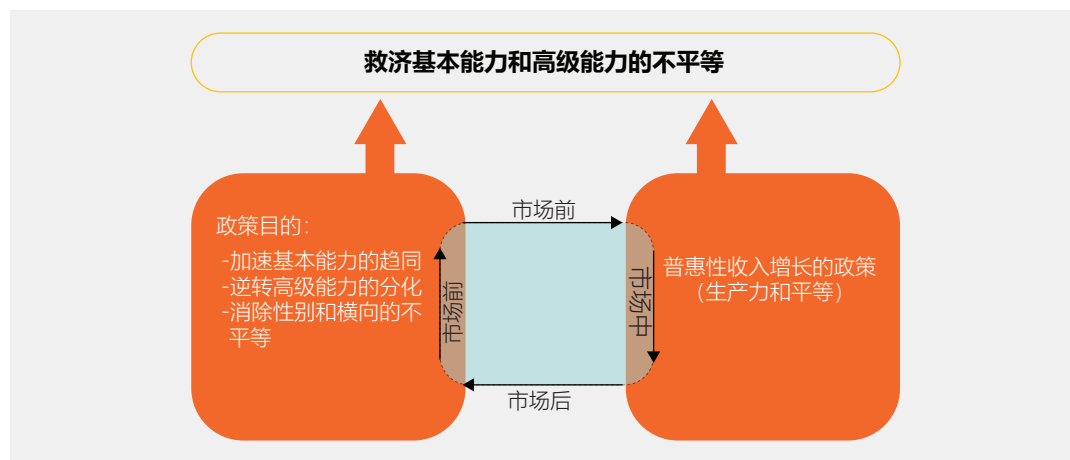 救济基本能力和高级能力的不平等
政策目的：
-加速基本能力的趋同
-逆转高级能力的分化
-消除性别和横向的不
平等
市场前
市场前
市场中
市场后
普惠性收入增长的政策
（生产力和平等）